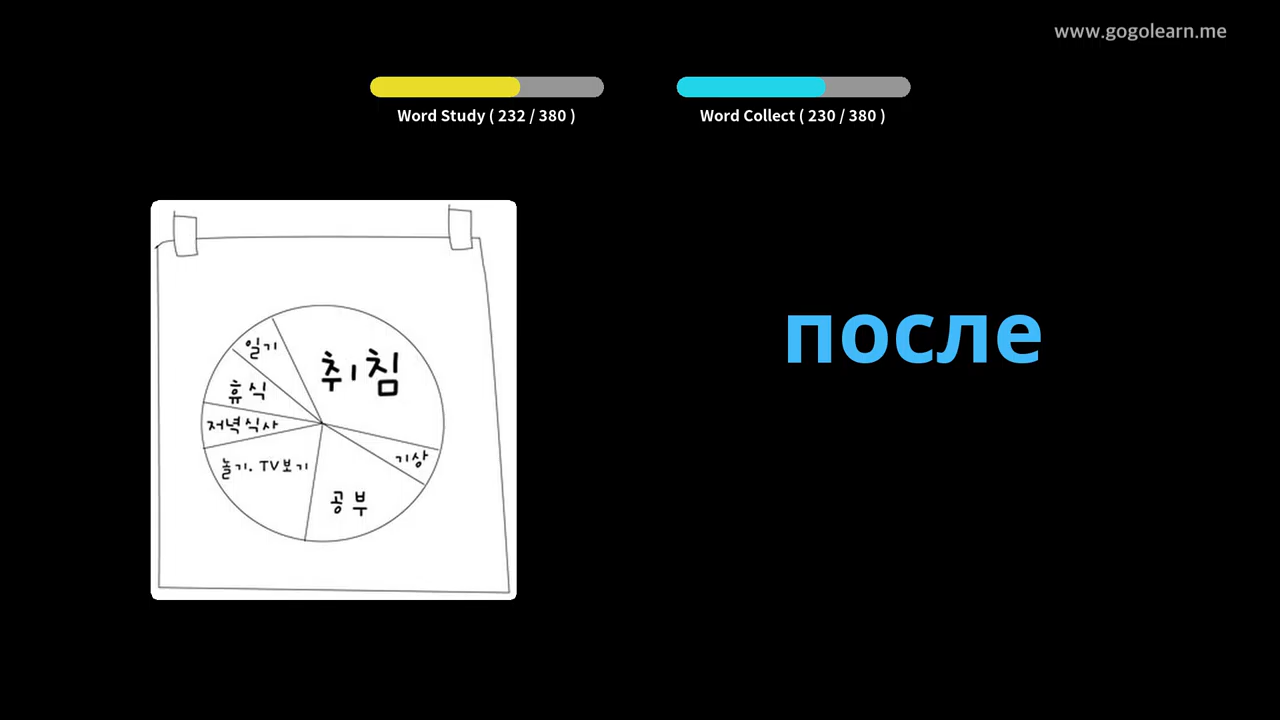 www.gogolearn.me
Word Study ( 232 / 380 )
Word Collect ( 230 / 380 )
일기
취침
휴식
저녁식사
기상
놀기. TV보기
공부
после